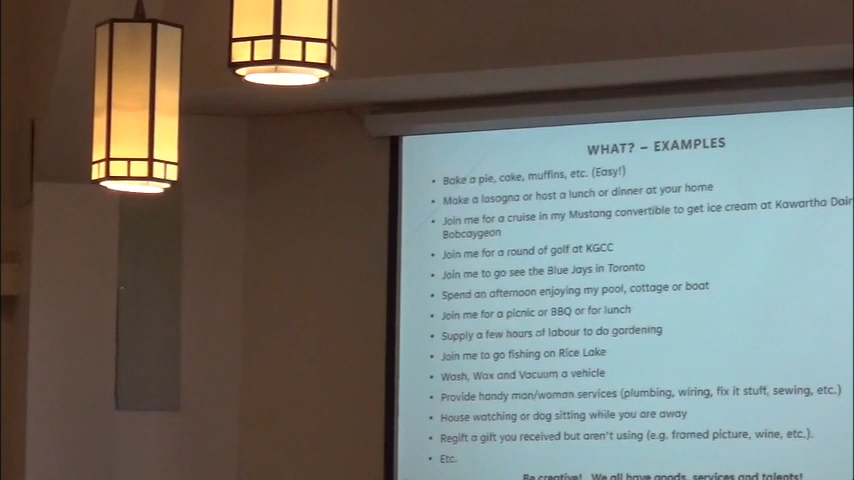 WHAT? – EXAMPLES
• Bake a pie, cake, muffins, etc. (Easy!)
• Make a lasagna or host a lunch or dinner at your home
• Join me for a cruise in my Mustang convertible to get ice cream at Kawartha Dair
Bobcaygeon
• Join me for a round of golf at KGCC
• Join me to go see the Blue Jays in Toronto
• Spend an afternoon enjoying my pool, cottage or boat
• Join me for a picnic or BBQ or for lunch
• Supply a few hours of labour to do gardening
• Join me to go fishing on Rice Lake
• Wash, Wax and Vacuum a vehicle
• Provide handy man/woman services (plumbing, wiring, fix it stuff, sewing, etc.)
• House watching or dog sitting while you are away
• Regift a gift you received but aren't using (e.g. framed picture, wine, etc.).
• Etc.
Be creative! We all have goods, services and talents!